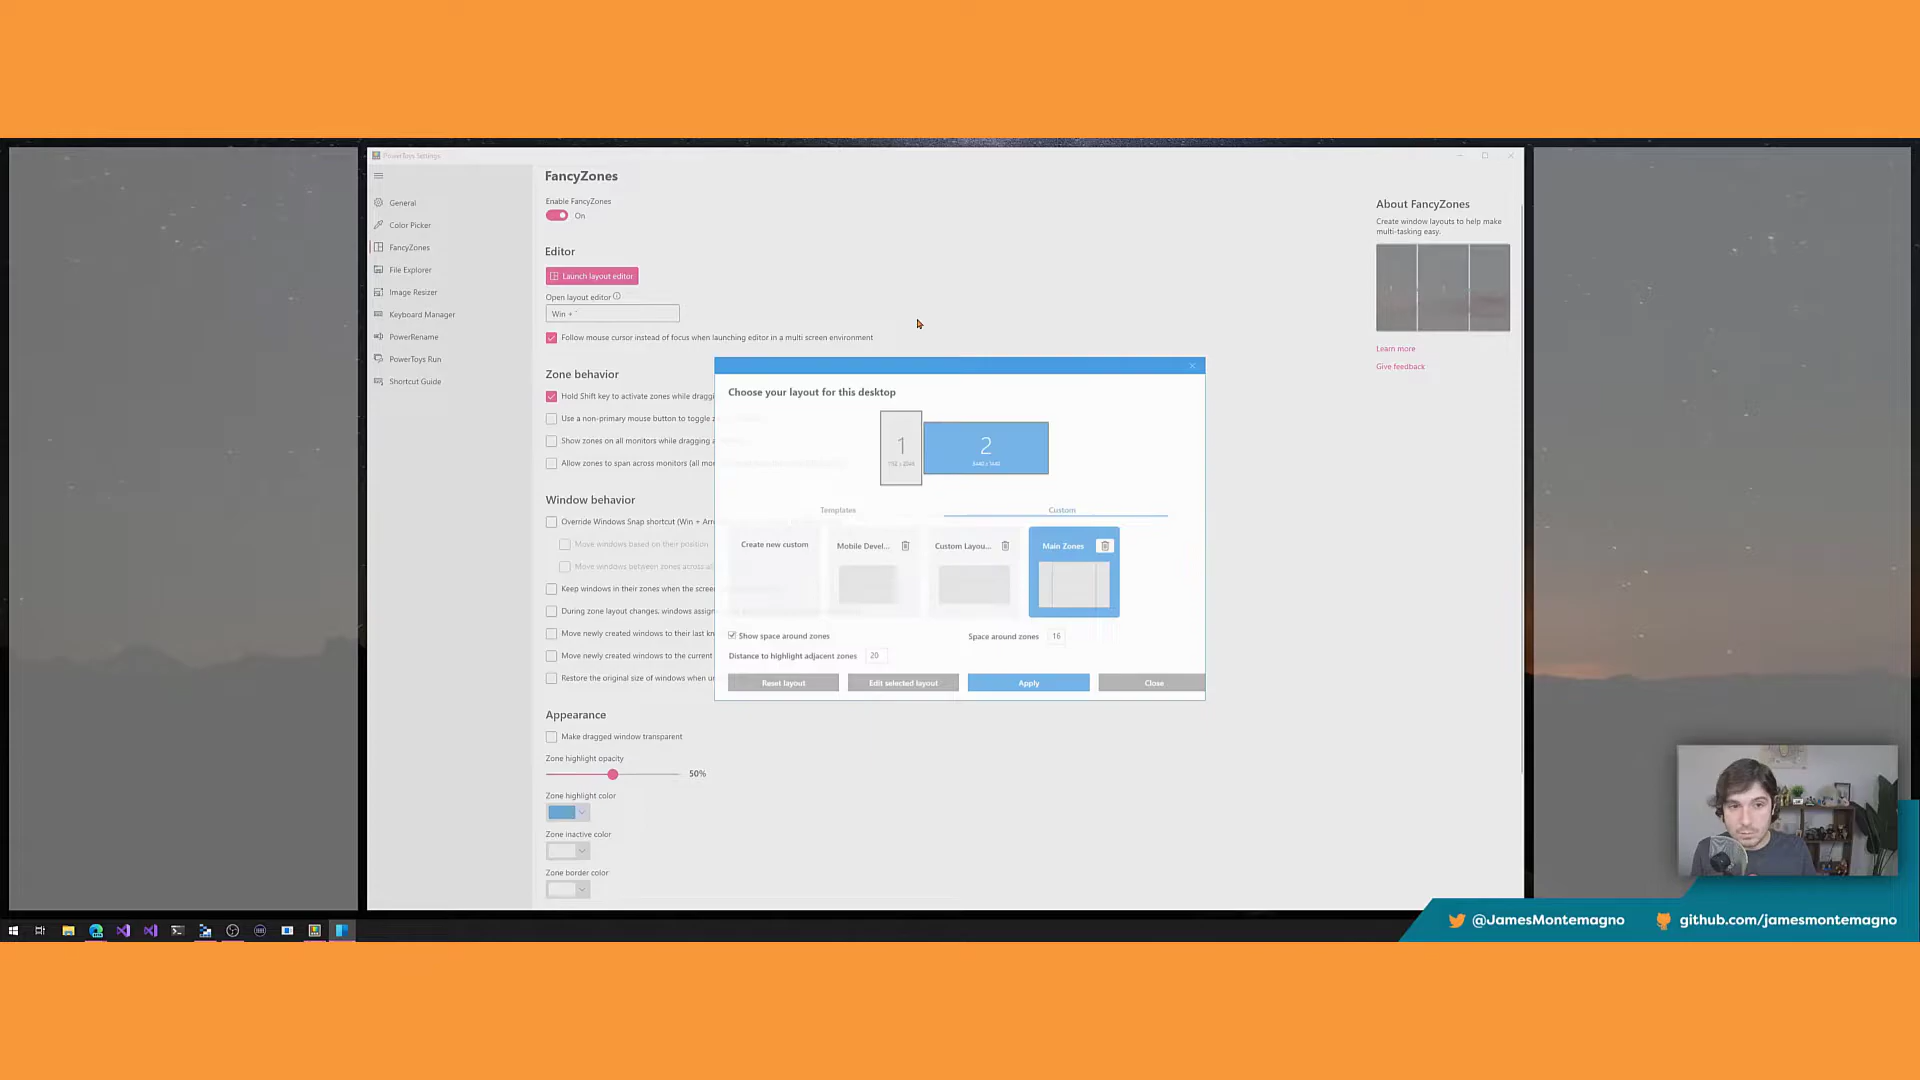 PowerToys Settings
General
Color Picker
FancyZones
File Explorer
Image Resizer
Keyboard Manager
PowerRename
PowerToys Run
Shortcut Guide
FancyZones
Enable FancyZones
On
Editor
Launch layout editor
Open layout editor
Win + `
Follow mouse cursor instead of focus when launching editor in a multi screen environment
Zone behavior
Hold Shift key to activate zones while draggi
Use a non-primary mouse button to toggle
Show zones on all monitors while dragging
Allow zones to span across monitors (all mo
Window behavior
Override Windows Snap shortcut (Win + Arr
Move windows based on their position
Move windows between zones across al
Keep windows in their zones when the scree
During zone layout changes, windows assig
Move newly created windows to their last kn
Move newly created windows to the current
Restore the original size of windows when u
Appearance
Make dragged window transparent
Zone highlight opacity
50%
Zone highlight color
Zone inactive color
Zone border color
Choose your layout for this desktop
1
2
Templates
Custom
Create new custom
Mobile Devel...
Custom Layou...
Main Zones
Show space around zones
Space around zones 16
Distance to highlight adjacent zones 20
Reset layout
Edit selected layout
Apply
Close
About FancyZones
Create window layouts to help make
multi-tasking easy.
Learn more
Give feedback
@JamesMontemagno
github.com/jamesmontemagno